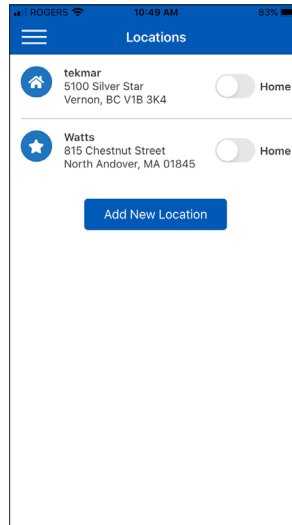 ROGERS 10:49 AM 83%
Locations
tekmar
5100 Silver Star
Vernon, BC V1B 3K4
Home
Watts
815 Chestnut Street
North Andover, MA 01845
Home
Add New Location